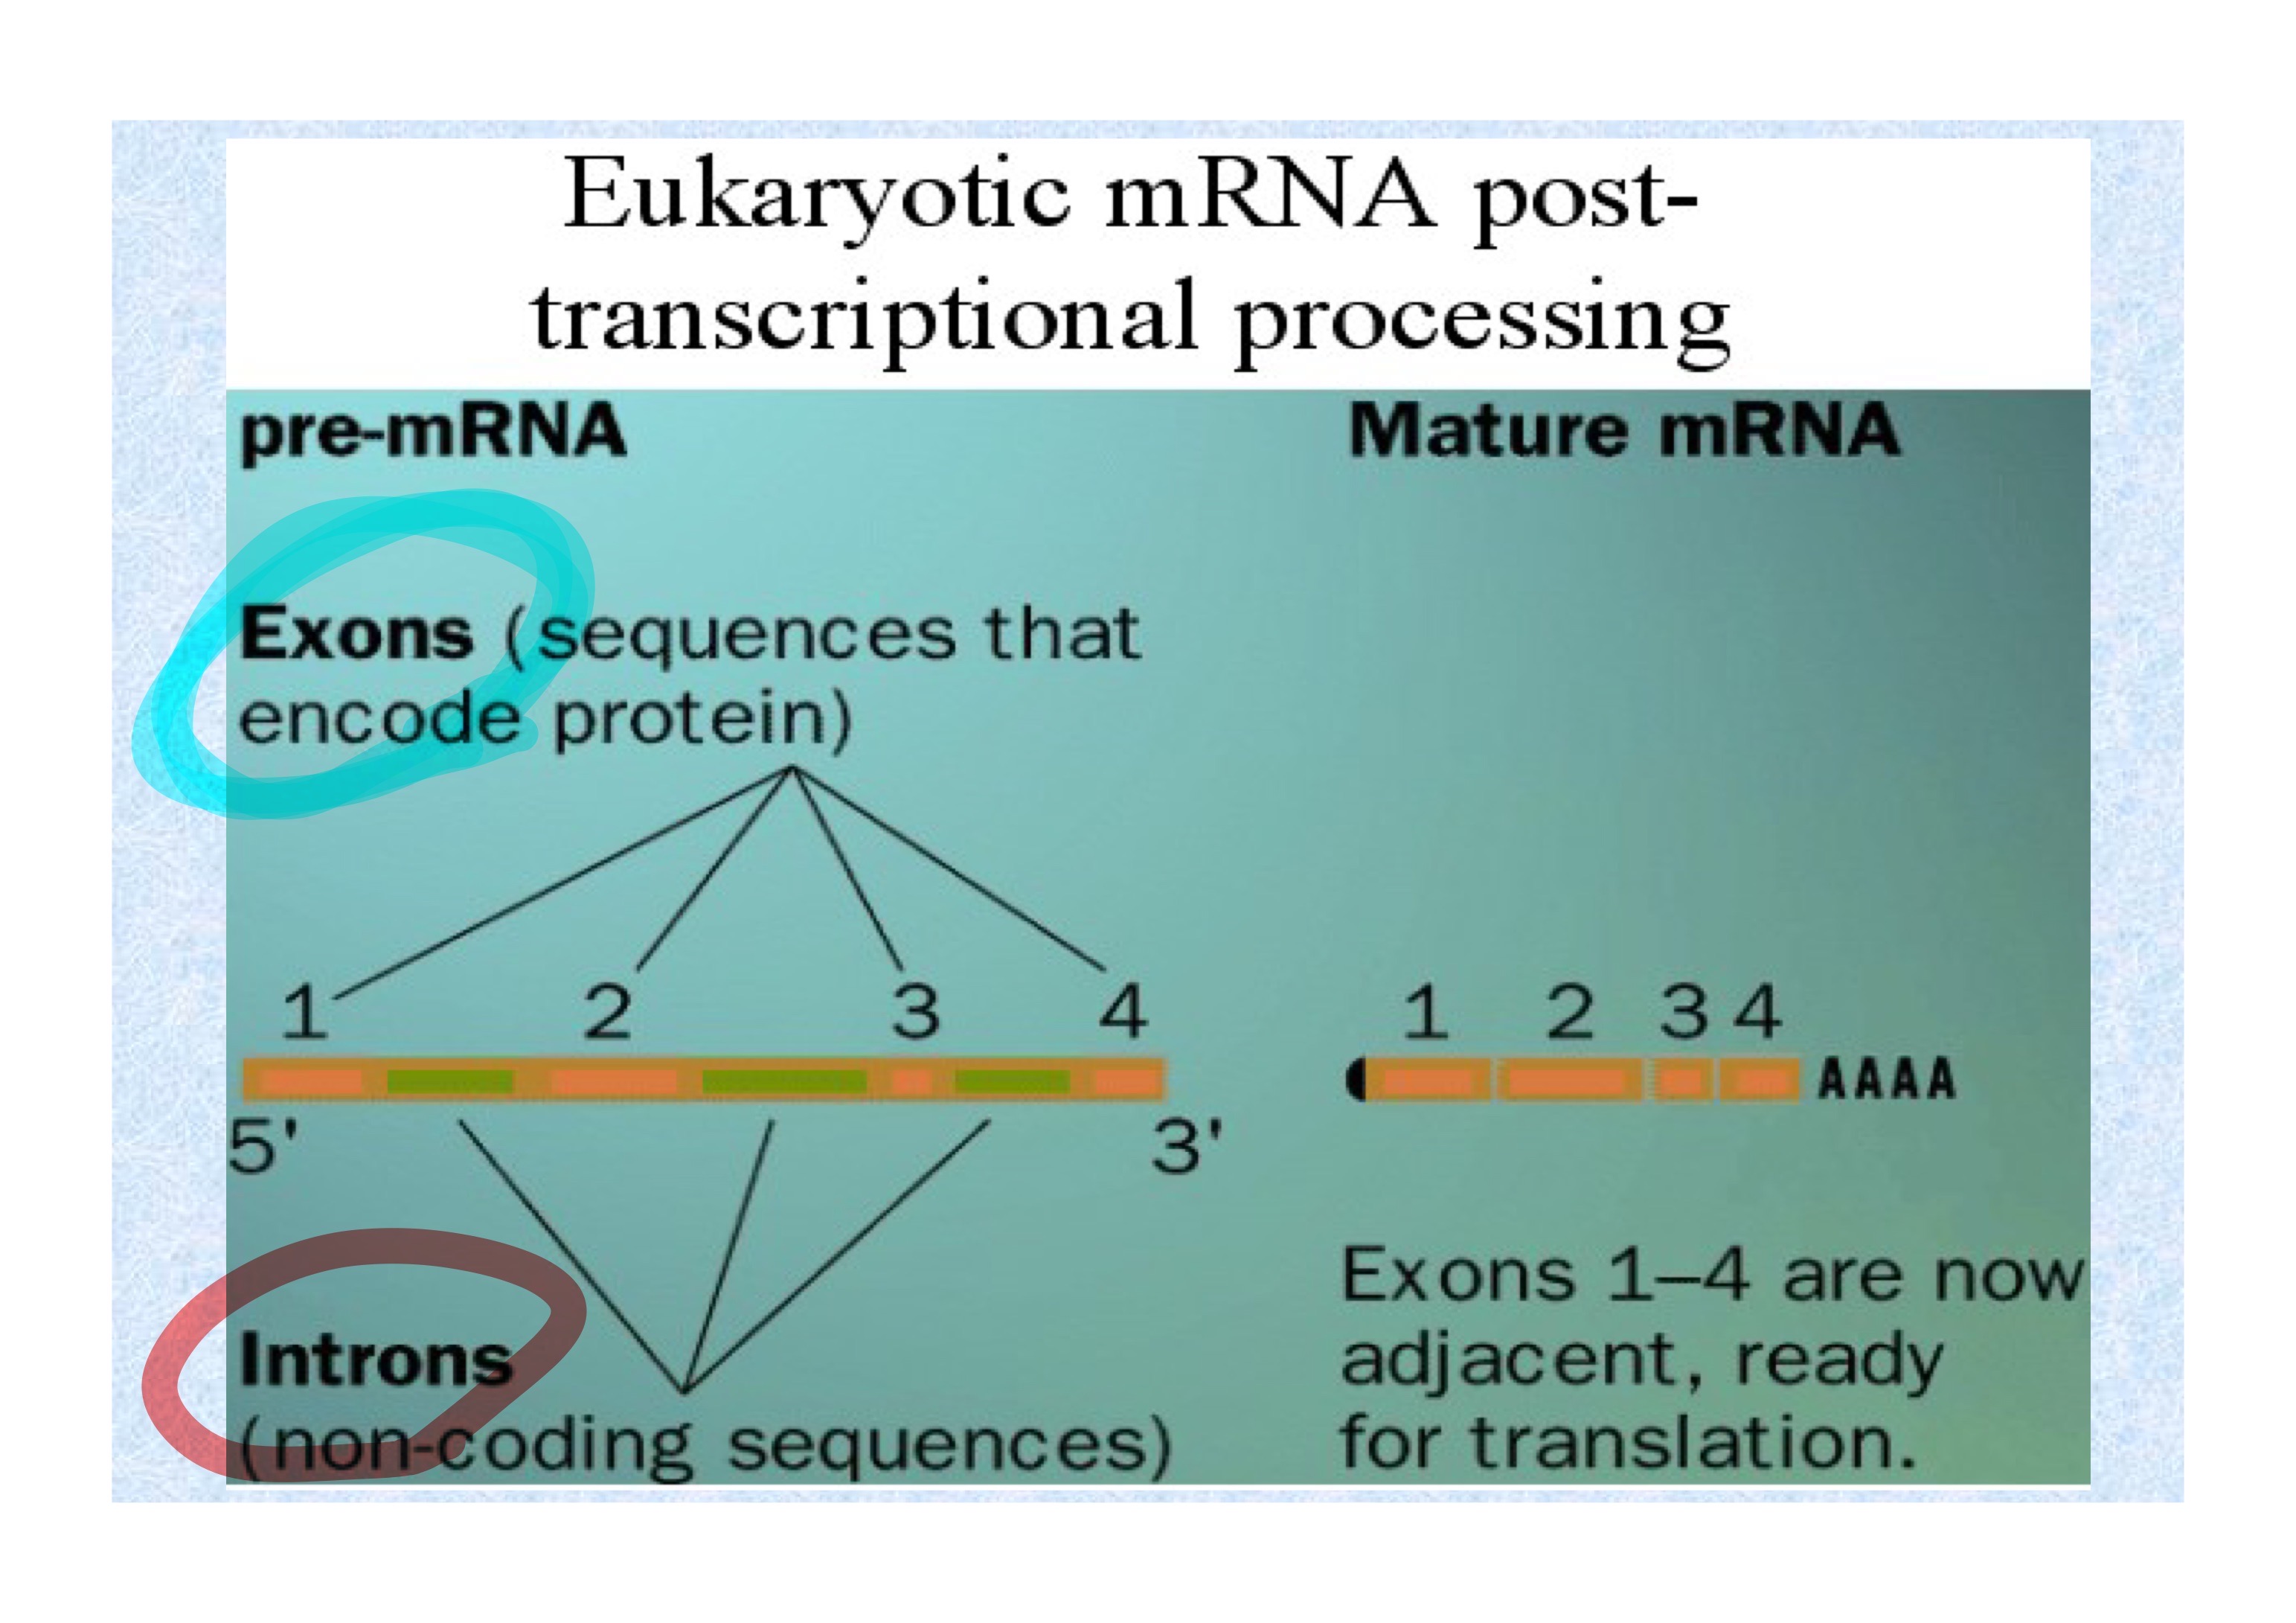 Eukaryotic mRNA post-
transcriptional processing
pre-mRNA
Mature mRNA
Exons (sequences that
encode protein)
1 2 3 4
5' 3'
Introns
(non-coding sequences)
1 2 3 4
AAAA
Exons 1–4 are now
adjacent, ready
for translation.